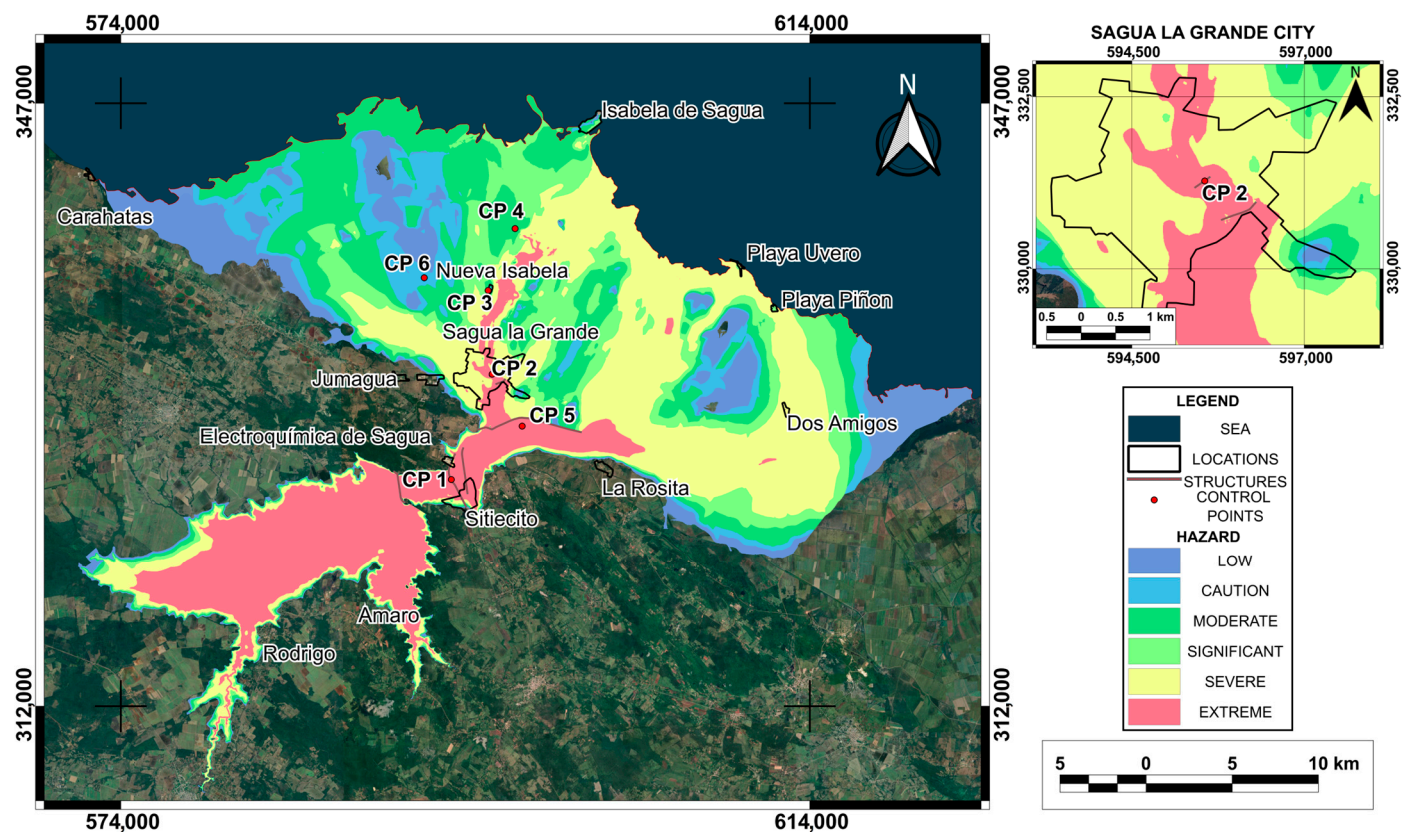 574,000
614,000
347,000
347,000
N
Isabela de Sagua
Carahatas
CP 4
CP 6
Nueva Isabela
CP 3
Playa Uvero
Playa Piñon
Sagua la Grande
Jumagua
CP 2
CP 5
Dos Amigos
Electroquímica de Sagua
CP 1
La Rosita
Sitiecito
Amaro
Rodrigo
312,000
312,000
574,000
614,000
SAGUA LA GRANDE CITY
594,500
597,000
332,500
332,500
N
CP 2
330,000
330,000
0.5 0 0.5 1 km
594,500
597,000
LEGEND
SEA
LOCATIONS
STRUCTURES
CONTROL
POINTS
HAZARD
LOW
CAUTION
MODERATE
SIGNIFICANT
SEVERE
EXTREME
5 0 5 10 km